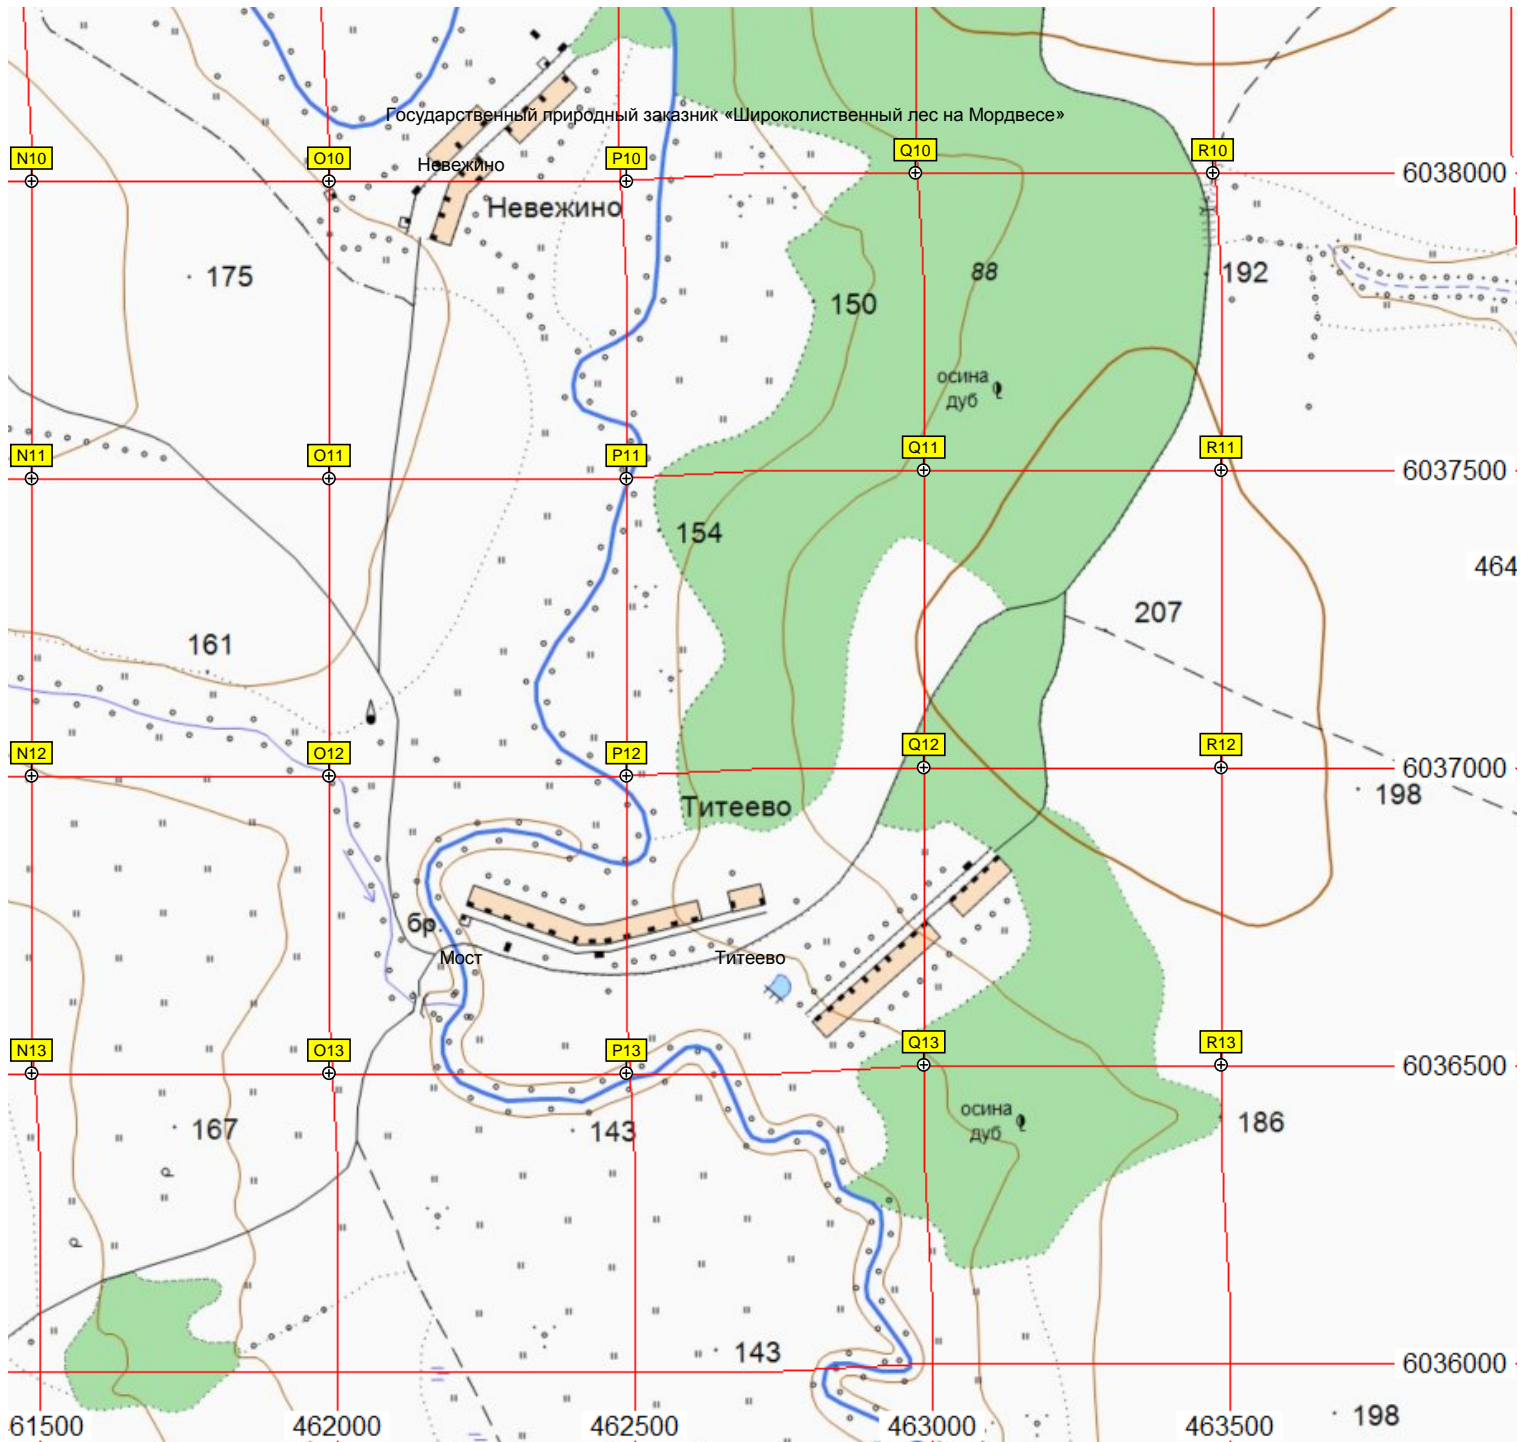 Государственный природный заказник «Широколиственный лес на Мордвесе»
N10
O10
Невежино
P10
Q10
R10
6038000
Невежино
175
150
88
192
осина
дуб
N11
O11
P11
Q11
R11
6037500
154
464
207
161
N12
O12
P12
Q12
R12
6037000
Титеево
198
бр.
Мост
Титеево
N13
O13
P13
Q13
R13
6036500
167
143
осина
дуб
186
р
р
143
6036000
61500
462000
462500
463000
463500
198